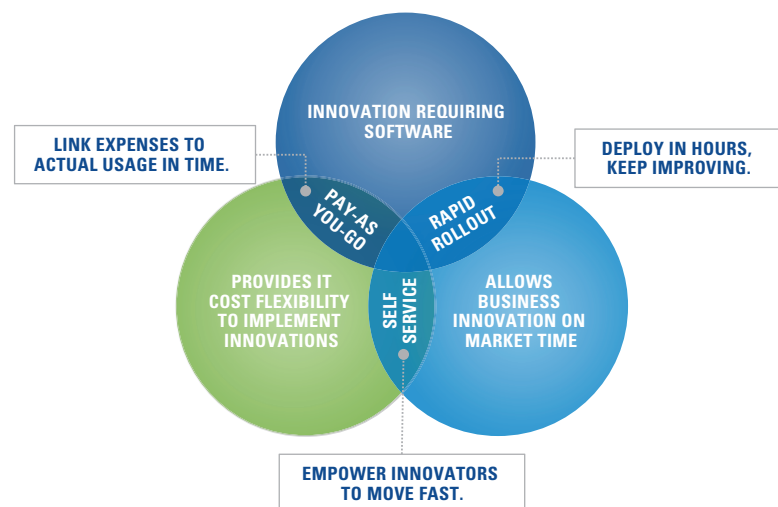 INNOVATION REQUIRING
SOFTWARE
LINK EXPENSES TO
ACTUAL USAGE IN TIME.
DEPLOY IN HOURS,
KEEP IMPROVING.
PAY-AS
YOU-GO
RAPID
ROLLOUT
PROVIDES IT
COST FLEXIBILITY
TO IMPLEMENT
INNOVATIONS
SELF
SERVICE
ALLOWS
BUSINESS
INNOVATION ON
MARKET TIME
EMPOWER INNOVATORS
TO MOVE FAST.